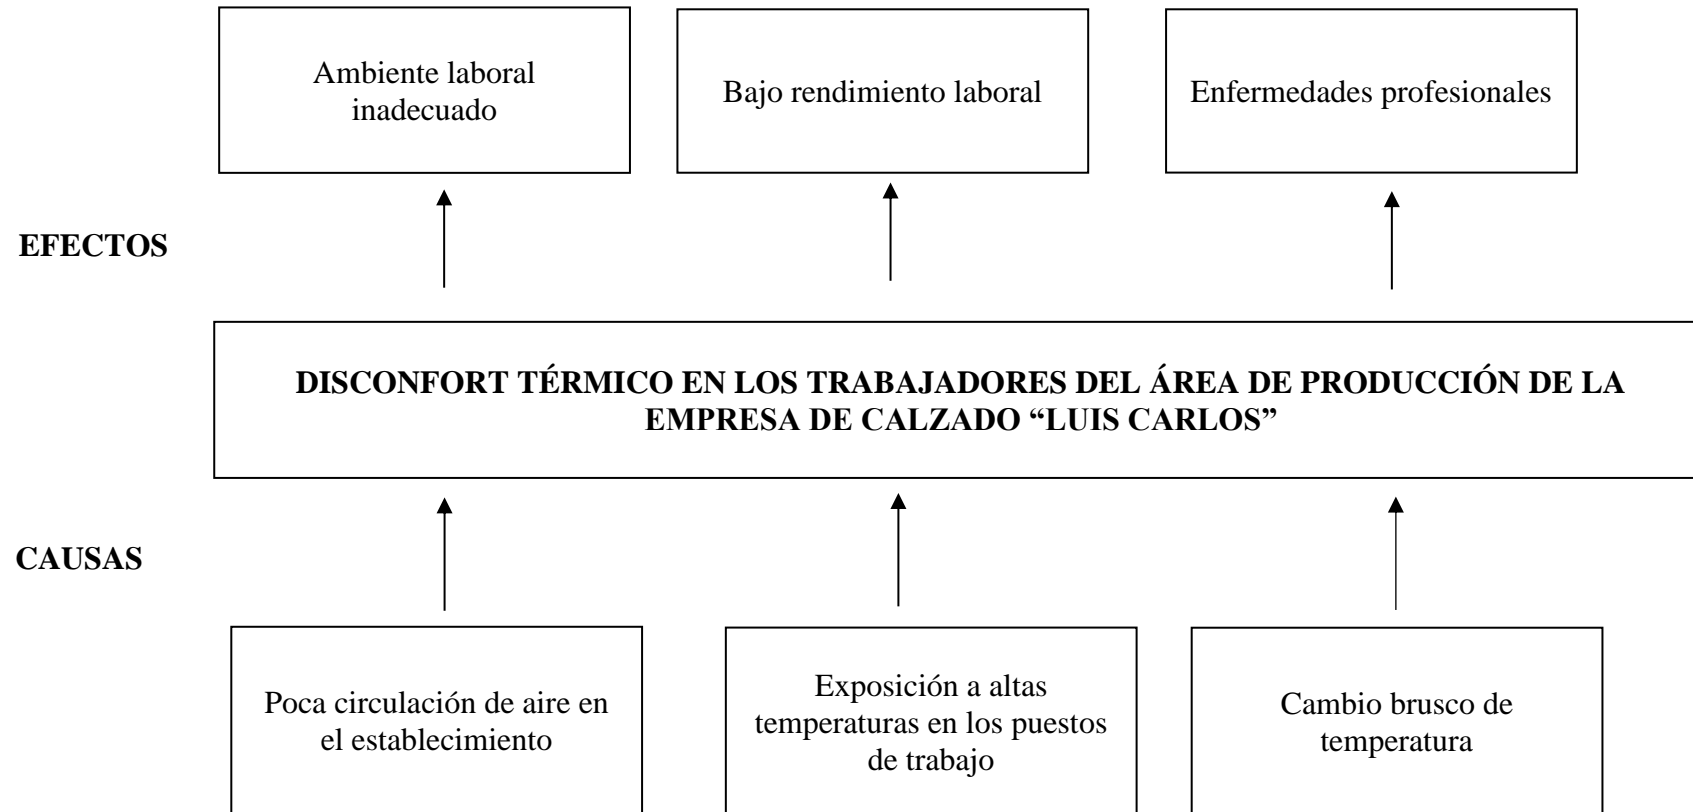 Ambiente laboral
inadecuado
Bajo rendimiento laboral
Enfermedades profesionales
EFECTOS
DISCONFORT TÉRMICO EN LOS TRABAJADORES DEL ÁREA DE PRODUCCIÓN DE LA
EMPRESA DE CALZADO “LUIS CARLOS”
CAUSAS
Poca circulación de aire en
el establecimiento
Exposición a altas
temperaturas en los puestos
de trabajo
Cambio brusco de
temperatura